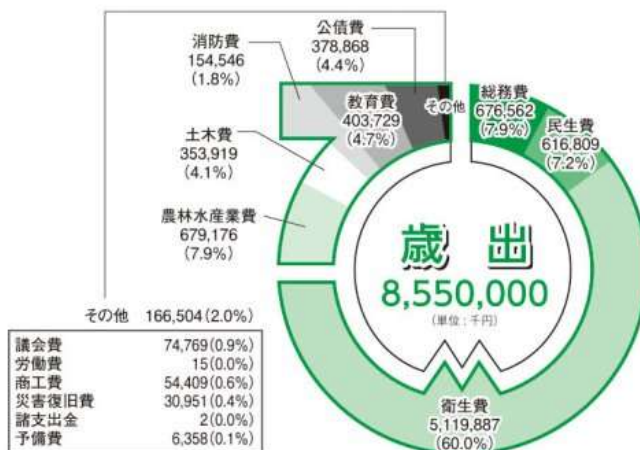 公債費
378,868
(4.4%)
消防費
154,546
(1.8%)
教育費
403,729
(4.7%)
その他
総務費
676,562
(7.9%)
民生費
616,809
(7.2%)
土木費
353,919
(4.1%)
農林水産業費
679,176
(7.9%)
歳 出
8,550,000
(単位:千円)
衛生費
5,119,887
(60.0%)
その他 166,504(2.0%)
議会費 74,769(0.9%)
労働費 15(0.0%)
商工費 54,409(0.6%)
災害復旧費 30,951(0.4%)
諸支出金 2(0.0%)
予備費 6,358(0.1%)